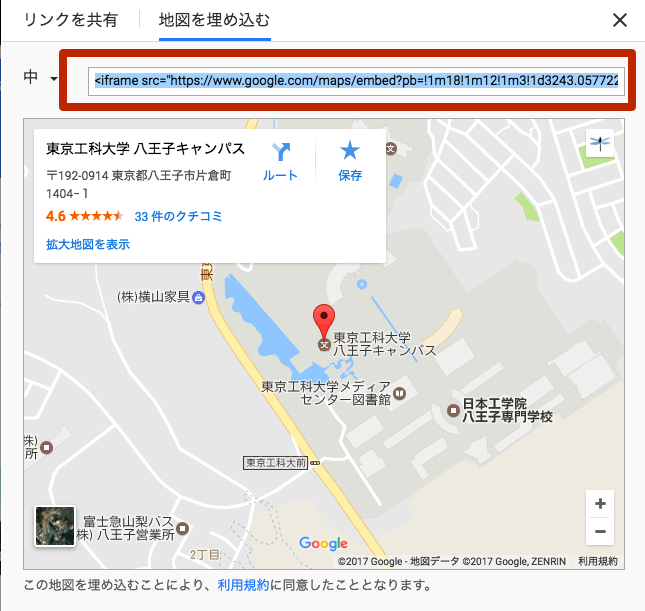 リンクを共有
地図を埋め込む
中
<iframe src="https://www.google.com/maps/embed?pb=!1m18!1m12!1m3!1d3243.057722
東京工科大学 八王子キャンパス
〒192-0914 東京都八王子市片倉町
1404−1
4.6
33 件のクチコミ
拡大地図を表示
ルート
保存
文
東
(株)横山家具
東京工科大学
八王子キャンパス
文
東京工科大学メディア
センター図書館
日本工学院
八王子専門学校
株)
所
東京工科大前
富士急山梨バス
株) 八王子営業所
2丁目
Google
©2017 Google - 地図データ ©2017 Google, ZENRIN
利用規約
この地図を埋め込むことにより、利用規約に同意したこととなります。